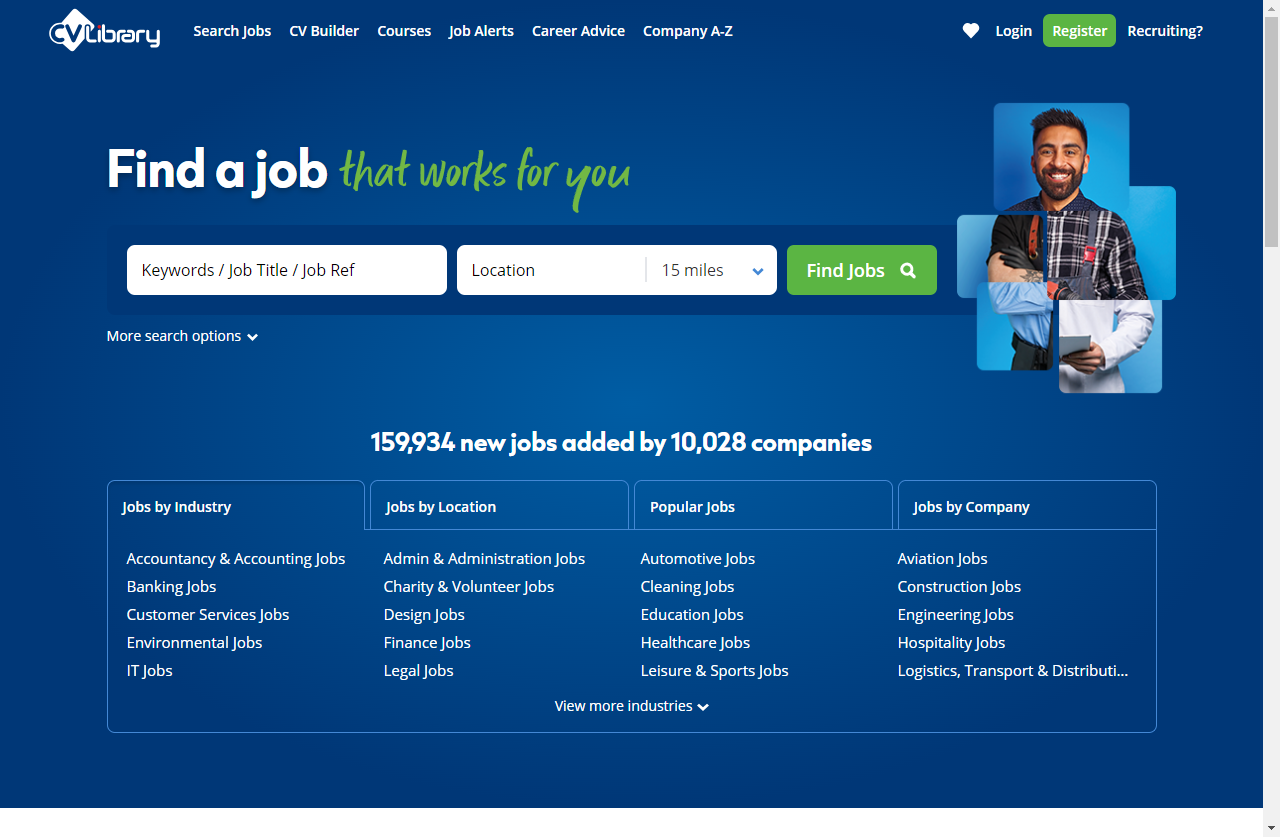 CVLibrary Search Jobs CV Builder Courses Job Alerts Career Advice Company A-Z Login Register Recruiting?
Find a job that works for you
Keywords / Job Title / Job Ref Location 15 miles Find Jobs
More search options
159,934 new jobs added by 10,028 companies
Jobs by Industry Jobs by Location Popular Jobs Jobs by Company
Accountancy & Accounting Jobs Admin & Administration Jobs Automotive Jobs Aviation Jobs
Banking Jobs Charity & Volunteer Jobs Cleaning Jobs Construction Jobs
Customer Services Jobs Design Jobs Education Jobs Engineering Jobs
Environmental Jobs Finance Jobs Healthcare Jobs Hospitality Jobs
IT Jobs Legal Jobs Leisure & Sports Jobs Logistics, Transport & Distributi...
View more industries